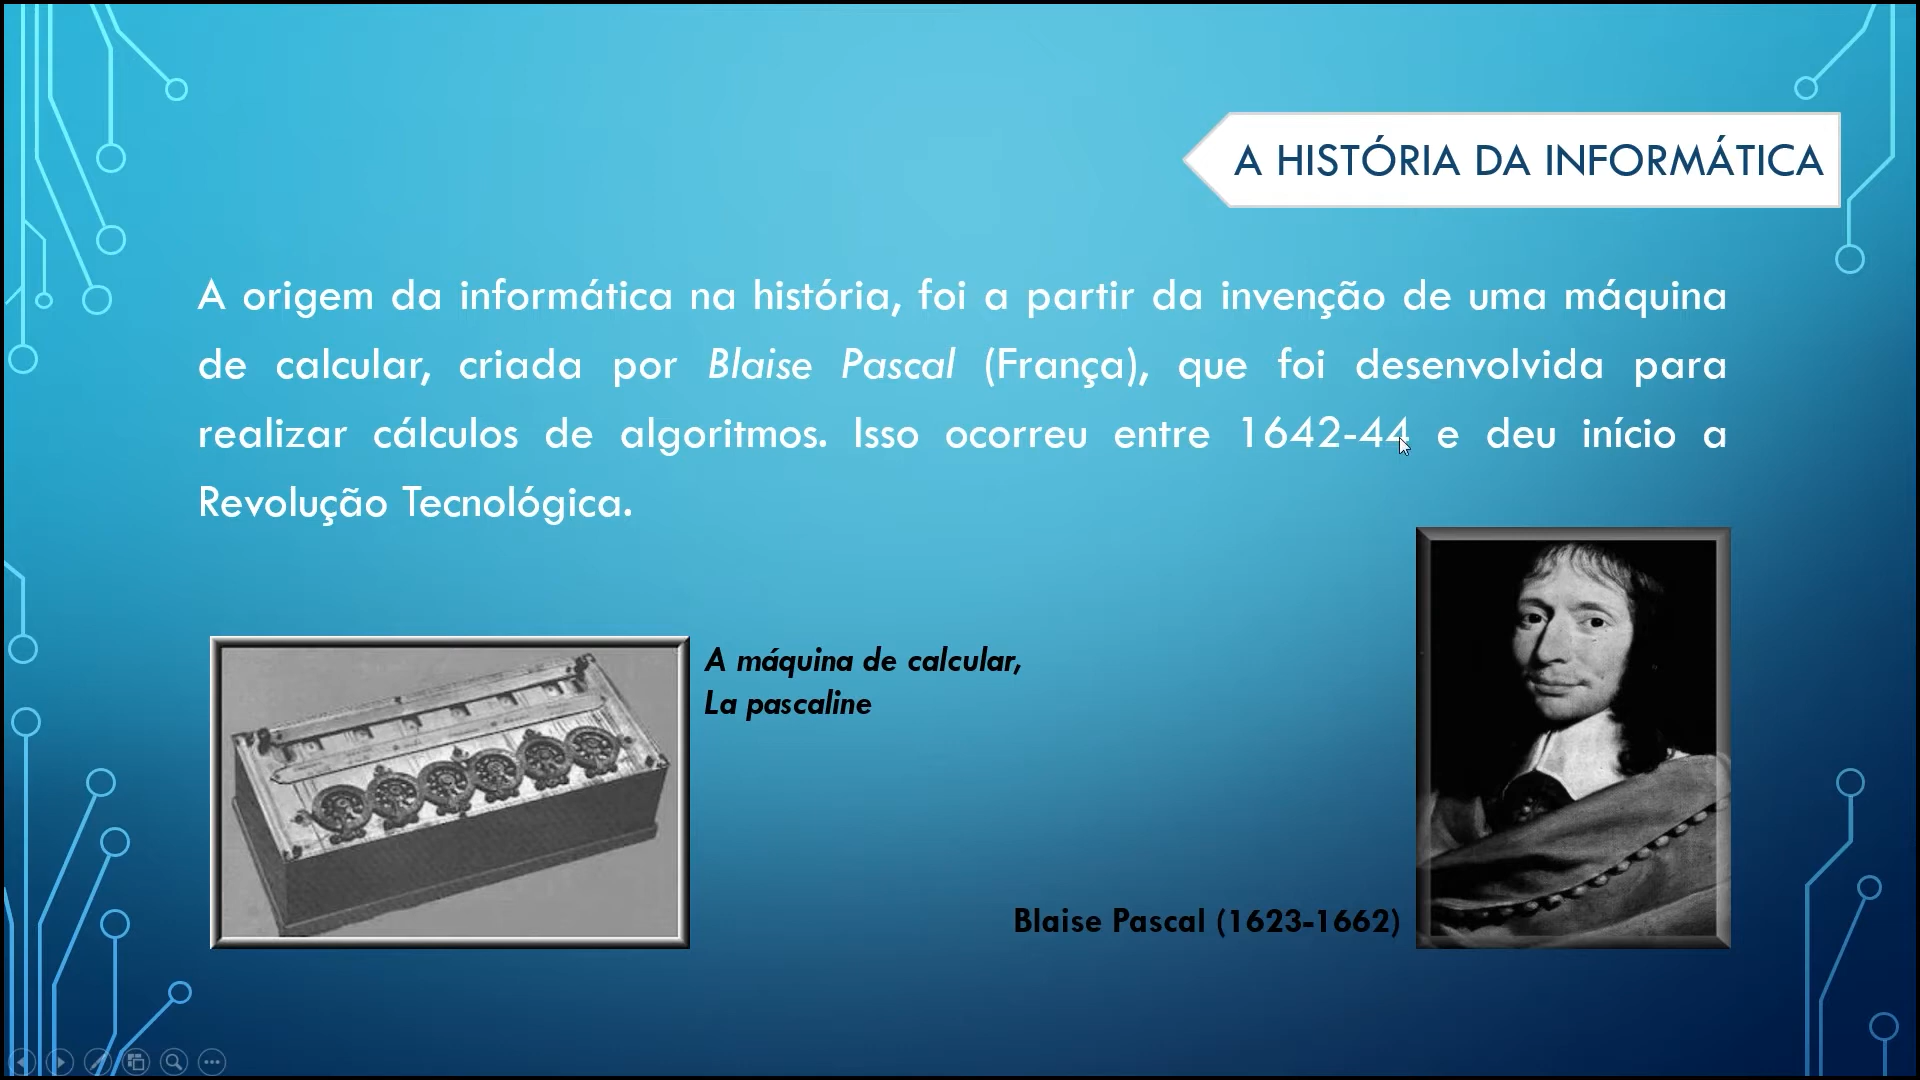 A HISTÓRIA DA INFORMÁTICA
A origem da informática na história, foi a partir da invenção de uma máquina
de calcular, criada por Blaise Pascal (França), que foi desenvolvida para
realizar cálculos de algoritmos. Isso ocorreu entre 1642-44 e deu início a
Revolução Tecnológica.
A máquina de calcular,
La pascaline
Blaise Pascal (1623-1662)